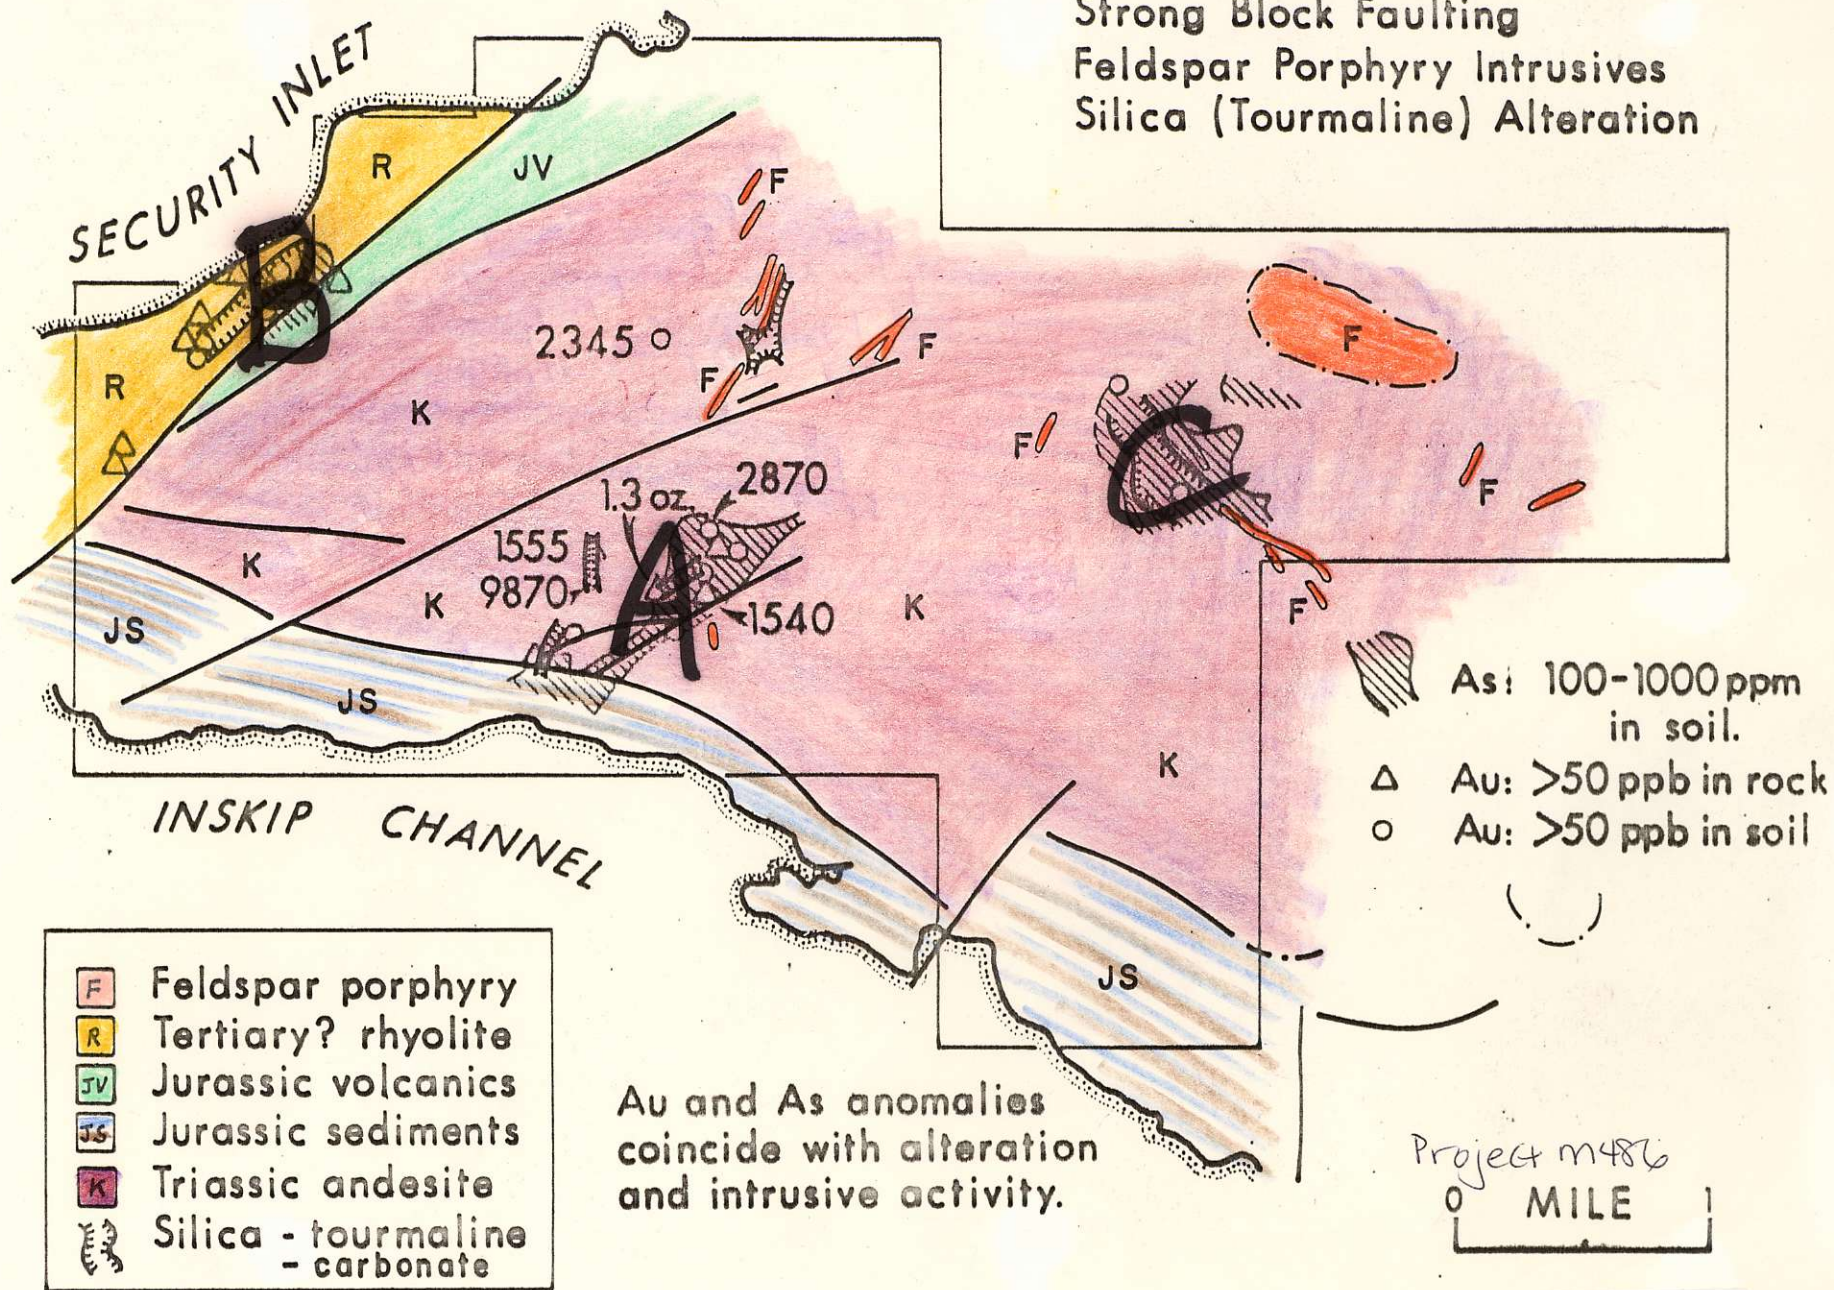 Strong Block Faulting
Feldspar Porphyry Intrusives
Silica (Tourmaline) Alteration
SECURITY INLET
R
JV
F
B
2345
F
F
R
K
F
C
F
F
1.3 oz.
2870
1555
9870
A
1540
K
K
K
F
JS
JS
K
As: 100-1000 ppm
in soil.
Au: >50 ppb in rock
Au: >50 ppb in soil
INSKIP CHANNEL
JS
F Feldspar porphyry
R Tertiary? rhyolite
JV Jurassic volcanics
JS Jurassic sediments
K Triassic andesite
Silica - tourmaline
- carbonate
Au and As anomalies
coincide with alteration
and intrusive activity.
Project M486
0 MILE 1